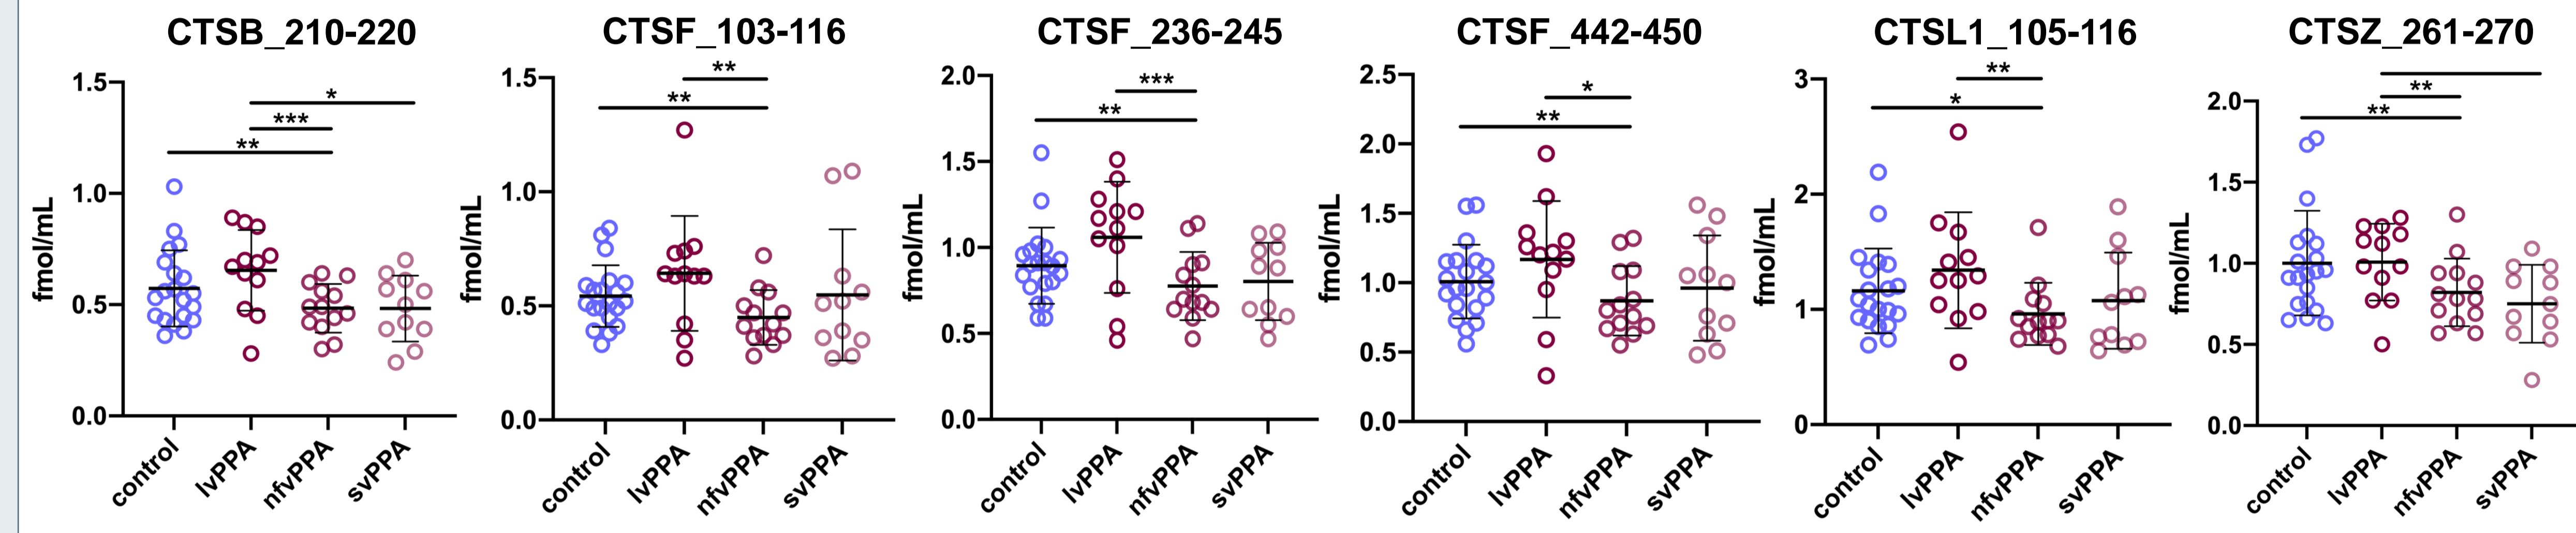 CTSB_210-220
fmol/mL
1.5
1.0
0.5
0.0
*
***
**
control
lvPPA
nfvPPA
svPPA
CTSF_103-116
fmol/mL
1.5
1.0
0.5
0.0
**
**
control
lvPPA
nfvPPA
svPPA
CTSF_236-245
fmol/mL
2.0
1.5
1.0
0.5
0.0
***
**
control
lvPPA
nfvPPA
svPPA
CTSF_442-450
fmol/mL
2.5
2.0
1.5
1.0
0.5
0.0
*
**
control
lvPPA
nfvPPA
svPPA
CTSL1_105-116
fmol/mL
3
2
1
0
**
*
control
lvPPA
nfvPPA
svPPA
CTSZ_261-270
fmol/mL
2.0
1.5
1.0
0.5
0.0
**
**
control
lvPPA
nfvPPA
svPPA